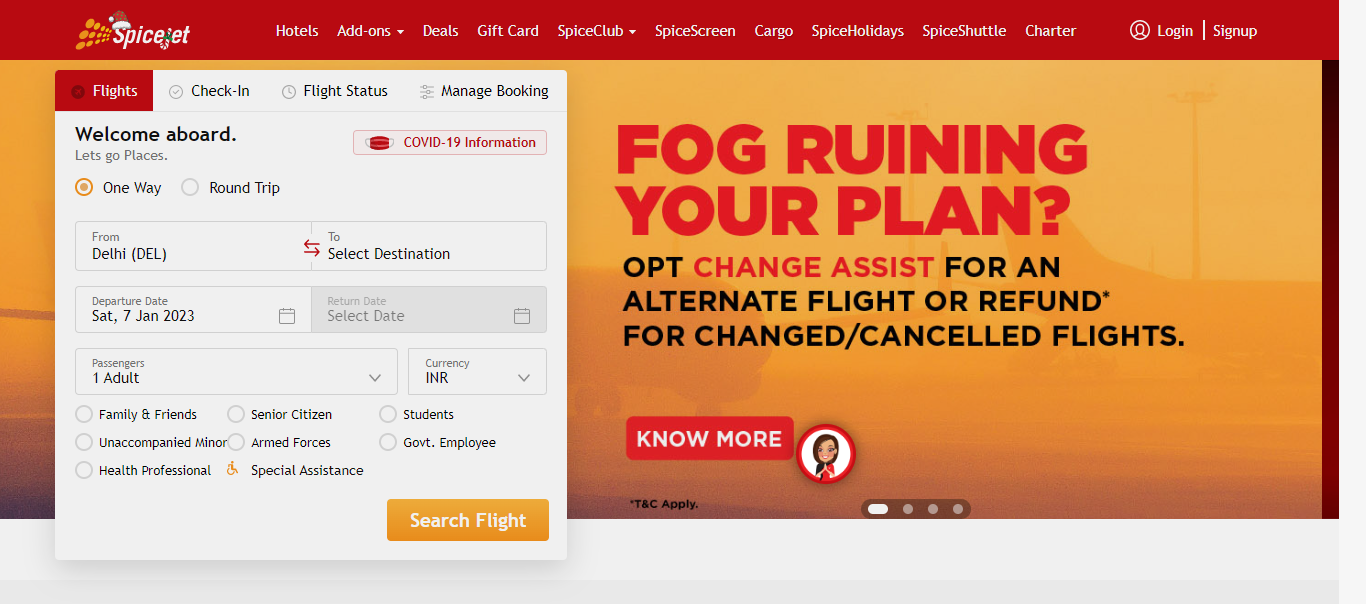 SpiceJet Hotels Add-ons Deals Gift Card SpiceClub SpiceScreen Cargo SpiceHolidays SpiceShuttle Charter Login Signup
Flights Check-In Flight Status Manage Booking
Welcome aboard.
COVID-19 Information
Lets go Places.
One Way Round Trip
From To
Delhi (DEL) Select Destination
Departure Date Return Date
Sat, 7 Jan 2023 Select Date
Passengers Currency
1 Adult INR
Family & Friends Senior Citizen Students
Unaccompanied Minor Armed Forces Govt. Employee
Health Professional Special Assistance
Search Flight
FOG RUINING
YOUR PLAN?
OPT CHANGE ASSIST FOR AN
ALTERNATE FLIGHT OR REFUND*
FOR CHANGED/CANCELLED FLIGHTS.
KNOW MORE
*T&C Apply.